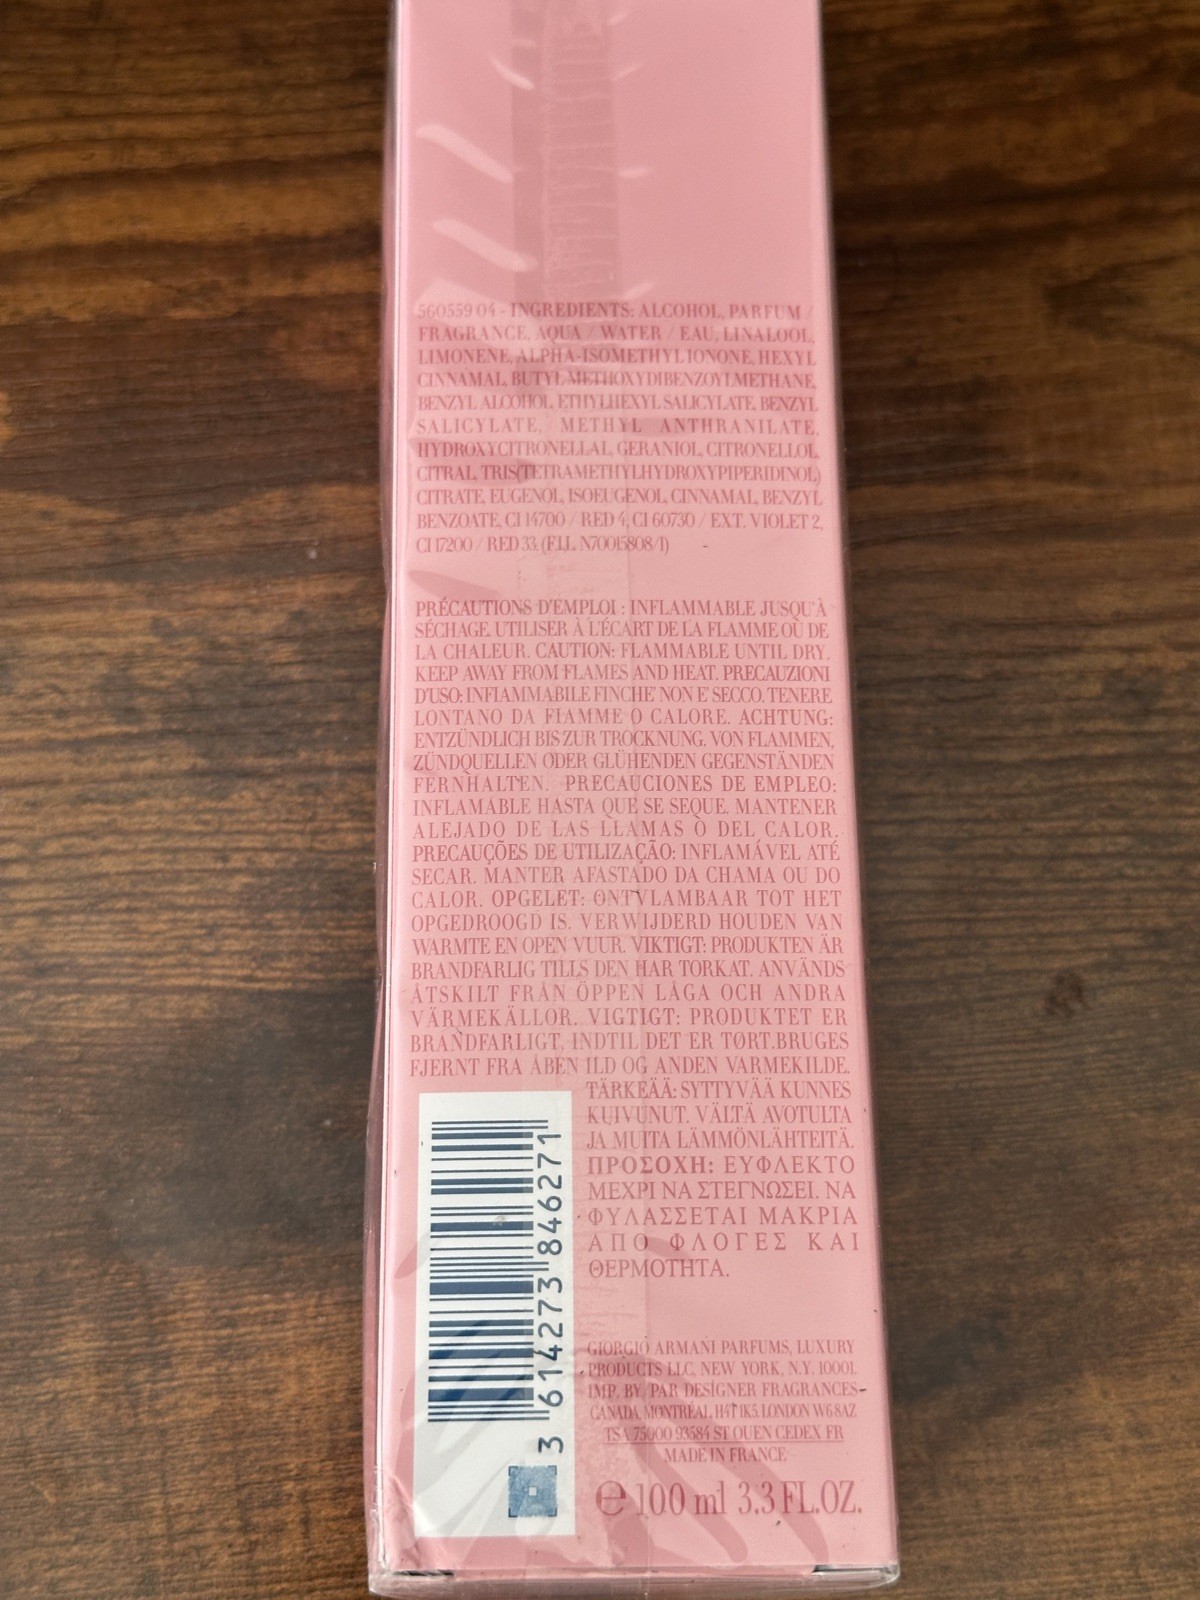 560559 04 - INGREDIENTS: ALCOHOL, PARFUM /
FRAGRANCE, AQUA / WATER / EAU, LINALOOL,
LIMONENE, ALPHA-ISOMETHYL IONONE, HEXYL
CINNAMAL, BUTYL METHOXYDIBENZOYLMETHANE,
BENZYL ALCOHOL, ETHYLHEXYL SALICYLATE, BENZYL
SALICYLATE, METHYL ANTHRANILATE,
HYDROXYCITRONELLAL, GERANIOL, CITRONELLOL,
CITRAL, TRIS(TETRAMETHYLHYDROXYPIPERIDINOL)
CITRATE, EUGENOL, ISOEUGENOL, CINNAMAL, BENZYL
BENZOATE, CI 14700 / RED 4, CI 60730 / EXT. VIOLET 2,
CI 17200 / RED 33. (F.I.L. N70015808/1)
PRÉCAUTIONS D'EMPLOI : INFLAMMABLE JUSQU'À
SÉCHAGE. UTILISER À L'ÉCART DE LA FLAMME OU DE
LA CHALEUR. CAUTION: FLAMMABLE UNTIL DRY.
KEEP AWAY FROM FLAMES AND HEAT. PRECAUZIONI
D'USO: INFIAMMABILE FINCHE' NON E' SECCO. TENERE
LONTANO DA FIAMME O CALORE. ACHTUNG:
ENTZÜNDLICH BIS ZUR TROCKNUNG. VON FLAMMEN,
ZÜNDQUELLEN ODER GLÜHENDEN GEGENSTÄNDEN
FERNHALTEN. PRECAUCIONES DE EMPLEO:
INFLAMABLE HASTA QUE SE SEQUE. MANTENER
ALEJADO DE LAS LLAMAS O DEL CALOR.
PRECAUÇÕES DE UTILIZAÇÃO: INFLAMÁVEL ATÉ
SECAR. MANTER AFASTADO DA CHAMA OU DO
CALOR. OPGELET: ONTVLAMBAAR TOT HET
OPGEDROOGD IS. VERWIJDERD HOUDEN VAN
WARMTE EN OPEN VUUR. VIKTIGT: PRODUKTEN ÄR
BRANDFARLIG TILLS DEN HAR TORKAT. ANVÄNDS
ÅTSKILT FRÅN ÖPPEN LÅGA OCH ANDRA
VÄRMEKÄLLOR. VIGTIGT: PRODUKTET ER
BRANDFARLIGT, INDTIL DET ER TØRT.BRUGES
FJERNT FRA ÅBEN ILD OG ANDEN VARMEKILDE.
TÄRKEÄÄ: SYTTYVÄÄ KUNNES
KUIVUNUT. VÄLTÄ AVOTULTA
JA MUITA LÄMMÖNLÄHTEITÄ.
ΠΡΟΣΟΧΗ: ΕΥΦΛΕΚΤΟ
ΜΕΧΡΙ ΝΑ ΣΤΕΓΝΩΣΕΙ. ΝΑ
ΦΥΛΑΣΣΕΤΑΙ ΜΑΚΡΙΑ
ΑΠΟ ΦΛΟΓΕΣ ΚΑΙ
ΘΕΡΜΟΤΗΤΑ.
3 614273 846271
GIORGIO ARMANI PARFUMS, LUXURY
PRODUCTS LLC, NEW YORK, N.Y. 10001.
IMP. BY/PAR DESIGNER FRAGRANCES
CANADA, MONTRÉAL, H4T 1K5. LONDON W6 8AZ
TSA 75000 93584 ST OUEN CEDEX FR
MADE IN FRANCE
℮ 100 ml 3.3 FL.OZ.